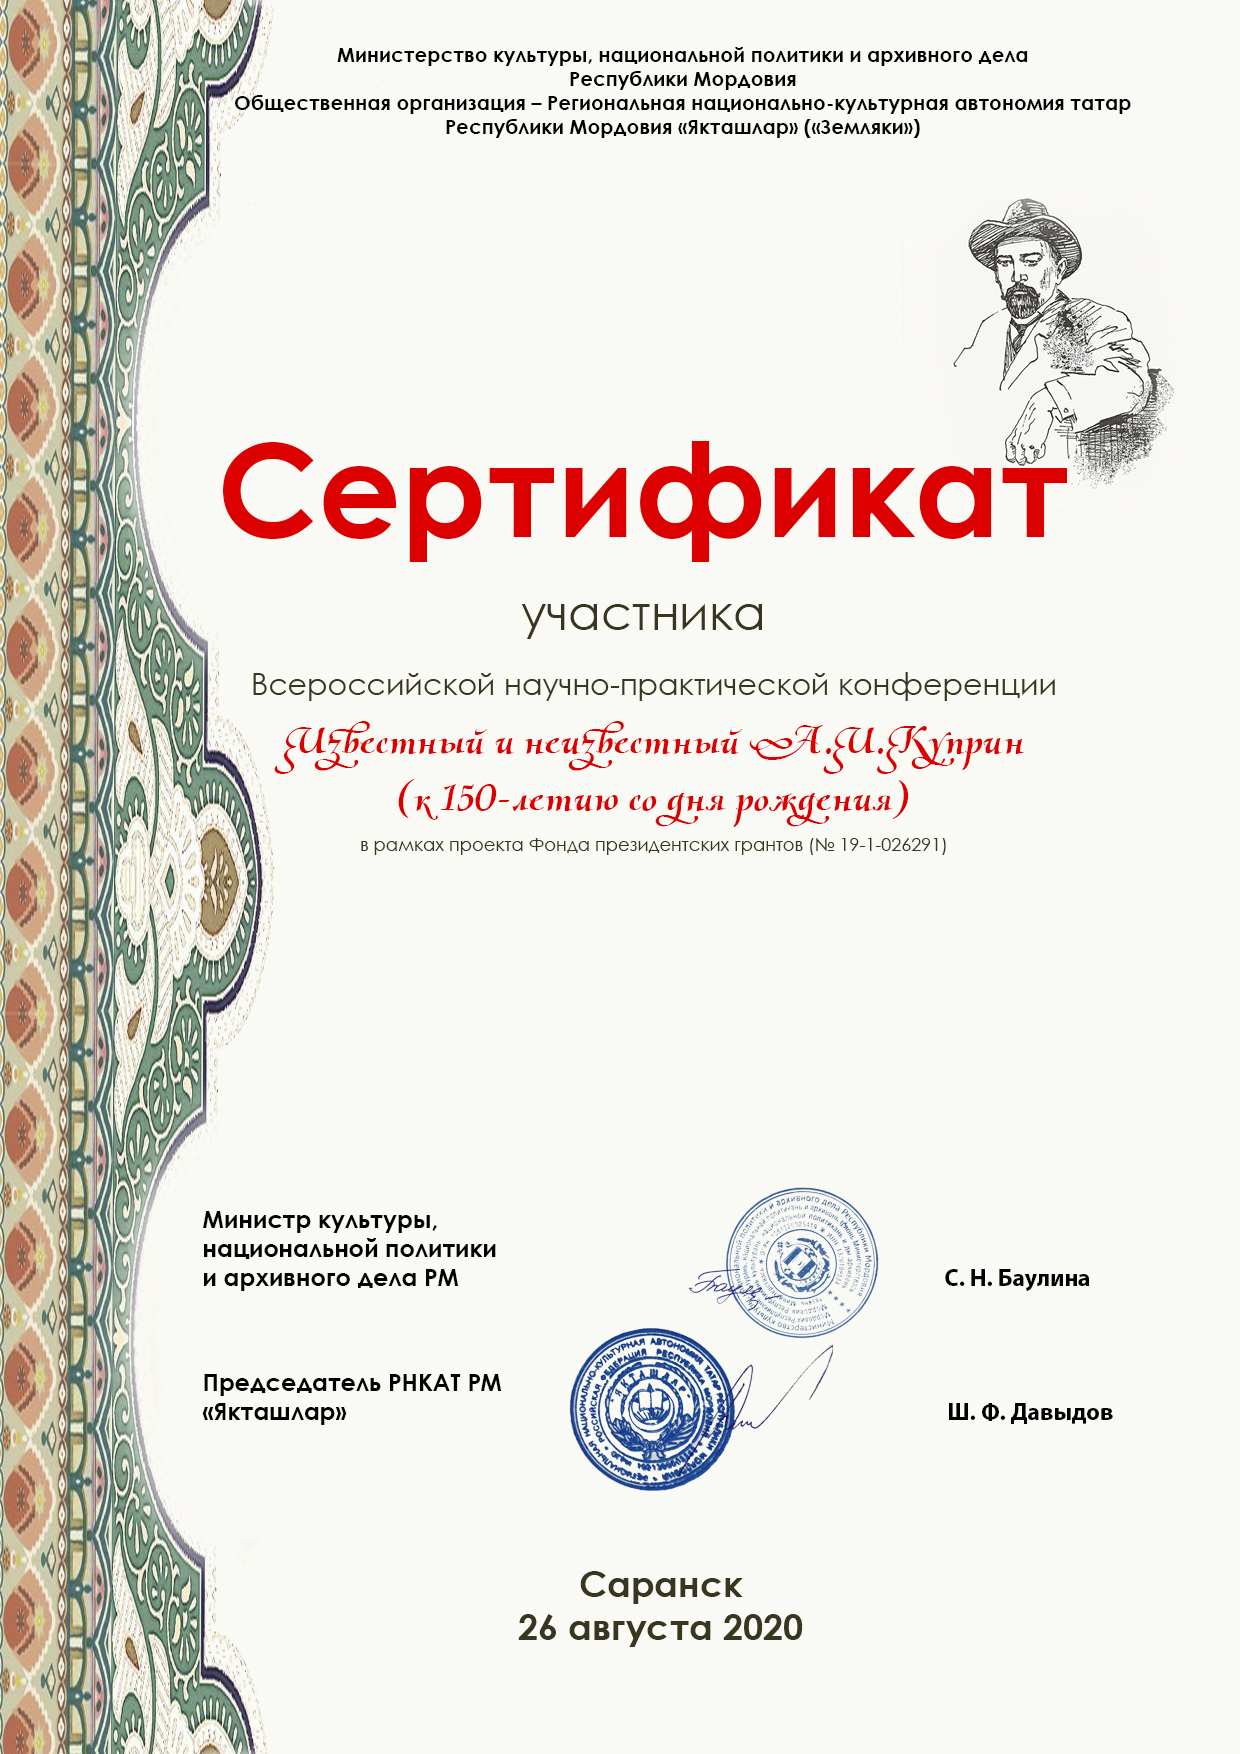 Министерство культуры, национальной политики и архивного дела
Республики Мордовия
Общественная организация – Региональная национально-культурная автономия татар
Республики Мордовия «Якташлар» («Земляки»)
Сертификат
участника
Всероссийской научно-практической конференции
Известный и неизвестный А.И.Куприн
(к 150-летию со дня рождения)
в рамках проекта Фонда президентских грантов (№ 19-1-026291)
Министр культуры,
национальной политики
и архивного дела РМ
С. Н. Баулина
Председатель РНКАТ РМ
«Якташлар»
Ш. Ф. Давыдов
ЯКТАШЛАР
Саранск
26 августа 2020